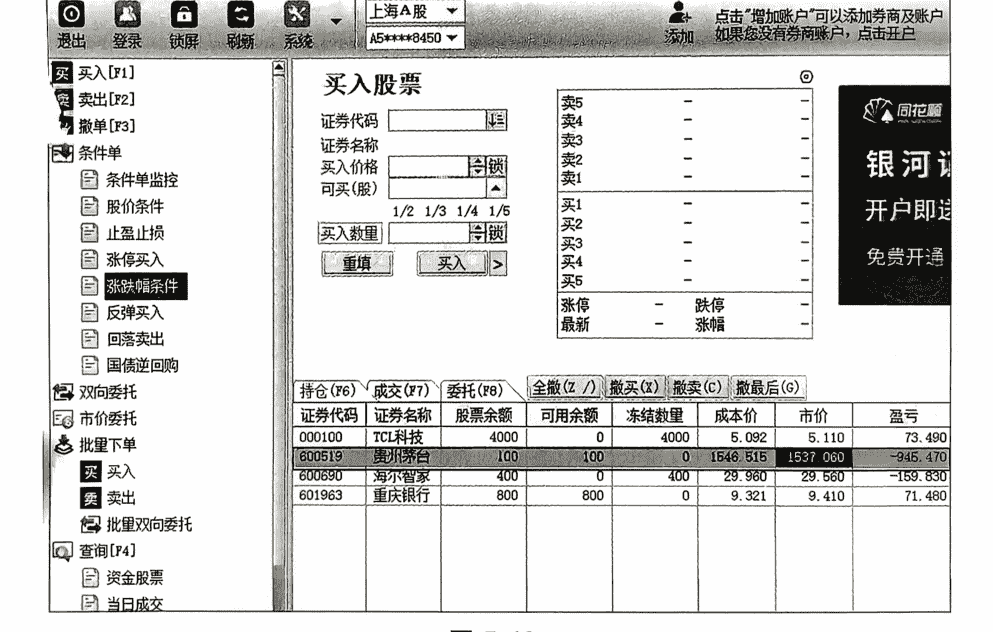 退出 登录 锁屏 刷新 系统
上海A股
A5****8450
添加
点击"增加账户"可以添加券商及账户
如果您没有券商账户，点击开户
买入[F1]
卖出[F2]
撤单[F3]
条件单
条件单监控
股价条件
止盈止损
涨停买入
涨跌幅条件
反弹买入
回落卖出
国债逆回购
双向委托
市价委托
批量下单
买 买入
卖 卖出
批量双向委托
查询[F4]
资金股票
当日成交
买入股票
证券代码
证券名称
买入价格 锁
可买(股)
1/2 1/3 1/4 1/5
买入数量 锁
重填 买入 >
卖5 - -
卖4 - -
卖3 - -
卖2 - -
卖1 - -
买1 - -
买2 - -
买3 - -
买4 - -
买5 - -
涨停 - 跌停 -
最新 - 涨幅 -
同花顺
银河
开户即送
免费开通
持仓(F6) 成交(F7) 委托(F8) 全撤(Z /) 撤买(X) 撤卖(C) 撤最后(G)
证券代码 证券名称 股票余额 可用余额 冻结数量 成本价 市价 盈亏
000100 TCL科技 4000 0 4000 5.092 5.110 73.490
600519 贵州茅台 100 100 0 1546.515 1537.060 -945.470
600690 海尔智家 400 0 400 29.960 29.560 -159.830
601963 重庆银行 800 800 0 9.321 9.410 71.480